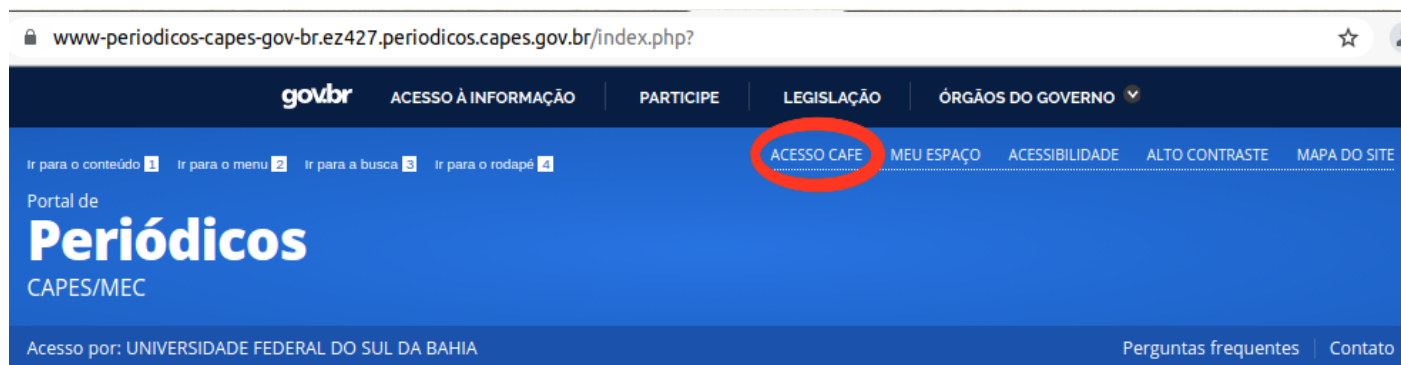 www-periodicos-capes-gov-br.ez427.periodicos.capes.gov.br/index.php?
gov.br ACESSO À INFORMAÇÃO PARTICIPE LEGISLAÇÃO ÓRGÃOS DO GOVERNO
ACESSO CAFE MEU ESPAÇO ACESSIBILIDADE ALTO CONTRASTE MAPA DO SITE
Ir para o conteúdo 1 Ir para o menu 2 Ir para a busca 3 Ir para o rodapé 4
Portal de
Periódicos
CAPES/MEC
Acesso por: UNIVERSIDADE FEDERAL DO SUL DA BAHIA Perguntas frequentes Contato